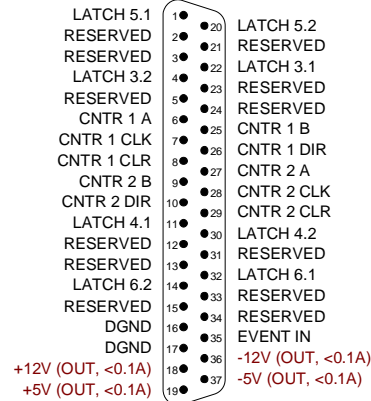 LATCH 5.1 1
RESERVED 2
RESERVED 3
LATCH 3.2 4
RESERVED 5
CNTR 1 A 6
CNTR 1 CLK 7
CNTR 1 CLR 8
CNTR 2 B 9
CNTR 2 DIR 10
LATCH 4.1 11
RESERVED 12
RESERVED 13
LATCH 6.2 14
RESERVED 15
DGND 16
DGND 17
+12V (OUT, <0.1A) 18
+5V (OUT, <0.1A) 19
20 LATCH 5.2
21 RESERVED
22 LATCH 3.1
23 RESERVED
24 RESERVED
25 CNTR 1 B
26 CNTR 1 DIR
27 CNTR 2 A
28 CNTR 2 CLK
29 CNTR 2 CLR
30 LATCH 4.2
31 RESERVED
32 LATCH 6.1
33 RESERVED
34 RESERVED
35 EVENT IN
36 -12V (OUT, <0.1A)
37 -5V (OUT, <0.1A)